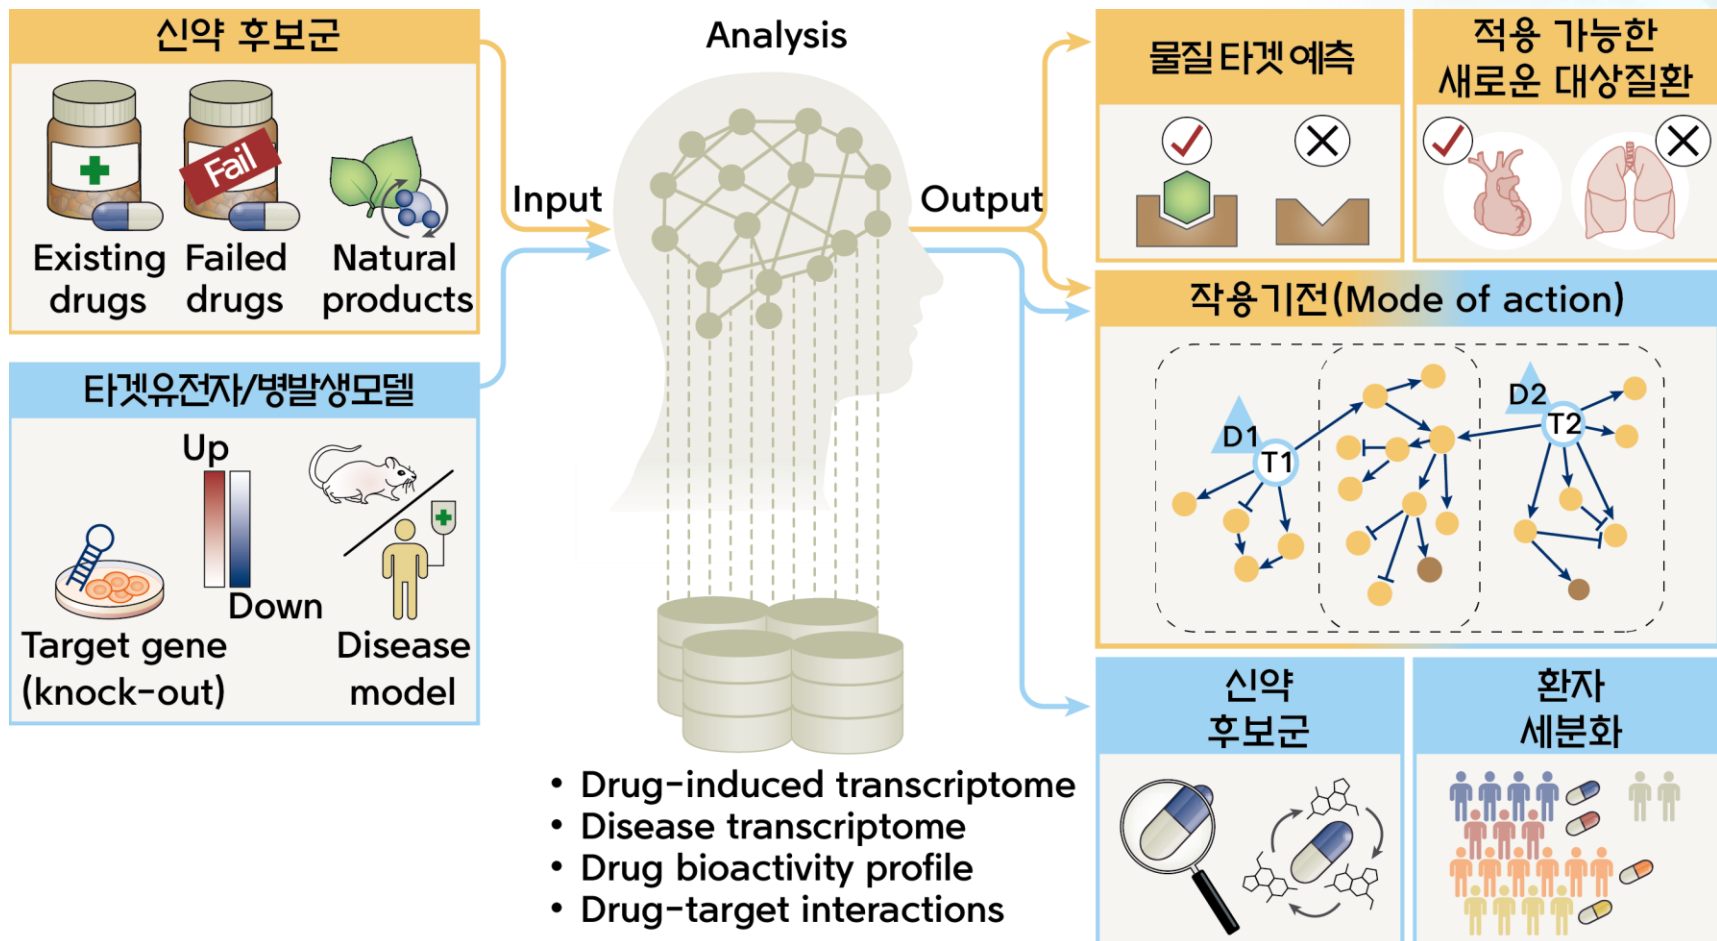 신약 후보군
Fail
Existing
drugs
Failed
drugs
Natural
products
타겟유전자/병발생모델
Up
Down
Target gene
(knock-out)
Disease
model
Analysis
Input
Output
• Drug-induced transcriptome
• Disease transcriptome
• Drug bioactivity profile
• Drug-target interactions
물질 타겟 예측
적용 가능한
새로운 대상질환
작용기전(Mode of action)
D1
T1
D2
T2
신약
후보군
환자
세분화